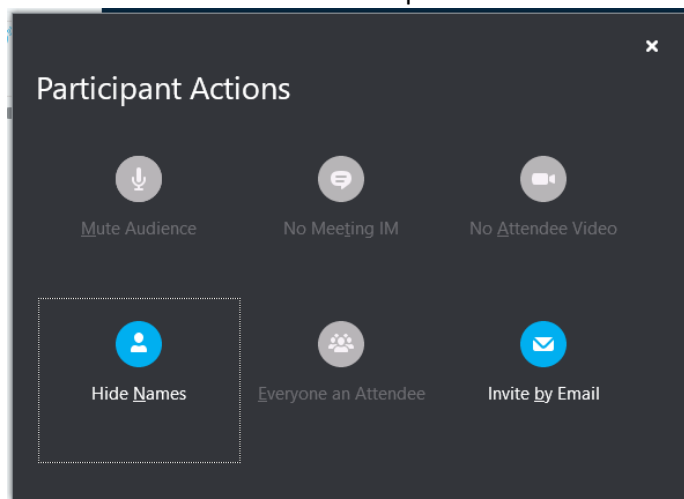 Participant Actions
Mute Audience
No Meeting IM
No Attendee Video
Hide Names
Everyone an Attendee
Invite by Email